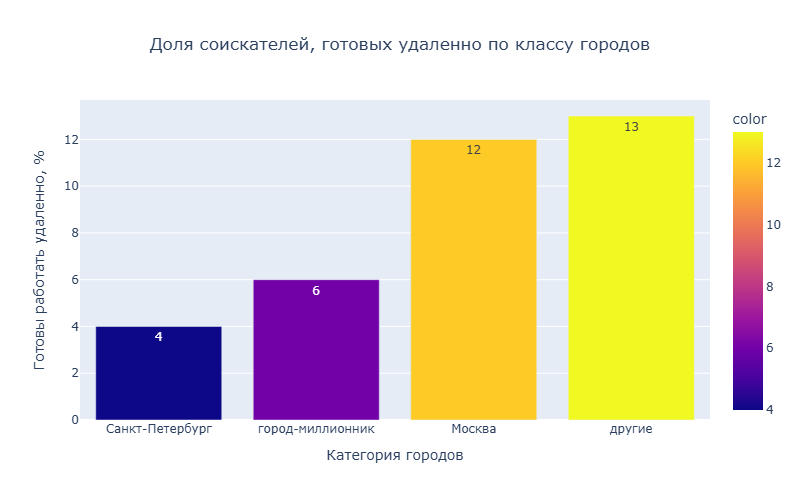 Доля соискателей, готовых удаленно по классу городов
Готовы работать удаленно, %
12
10
8
6
4
2
0
4
6
12
13
Санкт-Петербург
город-миллионник
Москва
другие
Категория городов
color
12
10
8
6
4